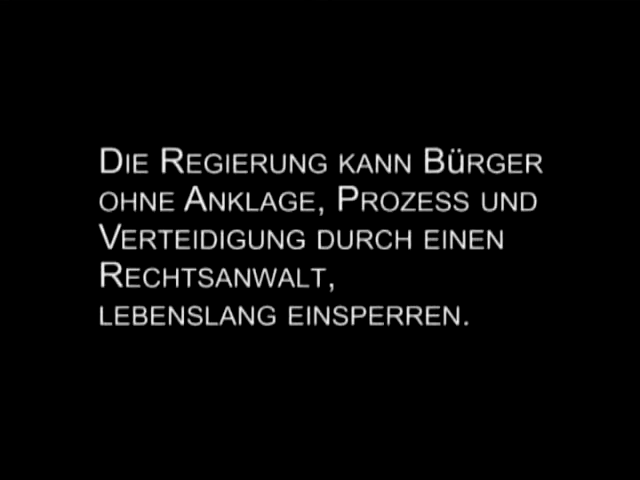 Die Regierung kann Bürger
ohne Anklage, Prozess und
Verteidigung durch einen
Rechtsanwalt,
lebenslang einsperren.